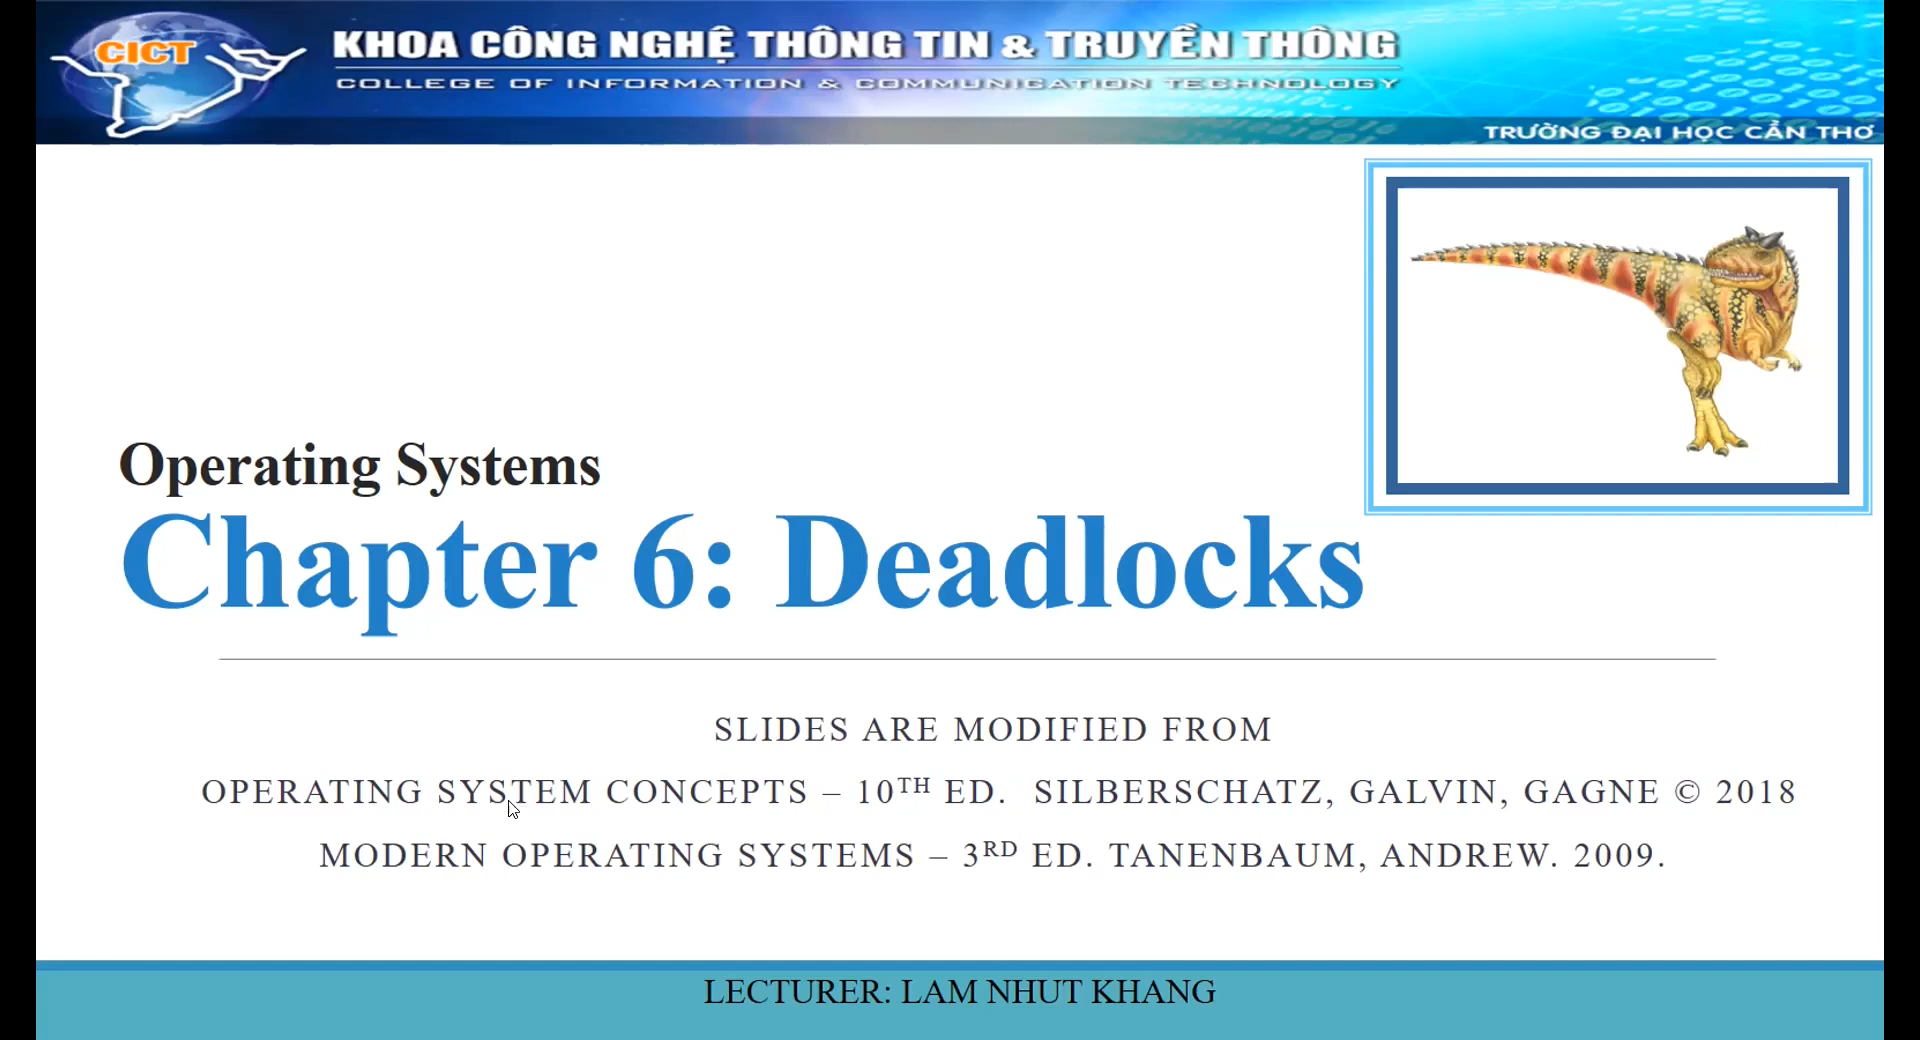 CICT
KHOA CÔNG NGHỆ THÔNG TIN & TRUYỀN THÔNG
COLLEGE OF INFORMATION & COMMUNICATION TECHNOLOGY
TRƯỜNG ĐẠI HỌC CẦN THƠ
Operating Systems
Chapter 6: Deadlocks
SLIDES ARE MODIFIED FROM
OPERATING SYSTEM CONCEPTS – 10TH ED. SILBERSCHATZ, GALVIN, GAGNE © 2018
MODERN OPERATING SYSTEMS – 3RD ED. TANENBAUM, ANDREW. 2009.
LECTURER: LAM NHUT KHANG